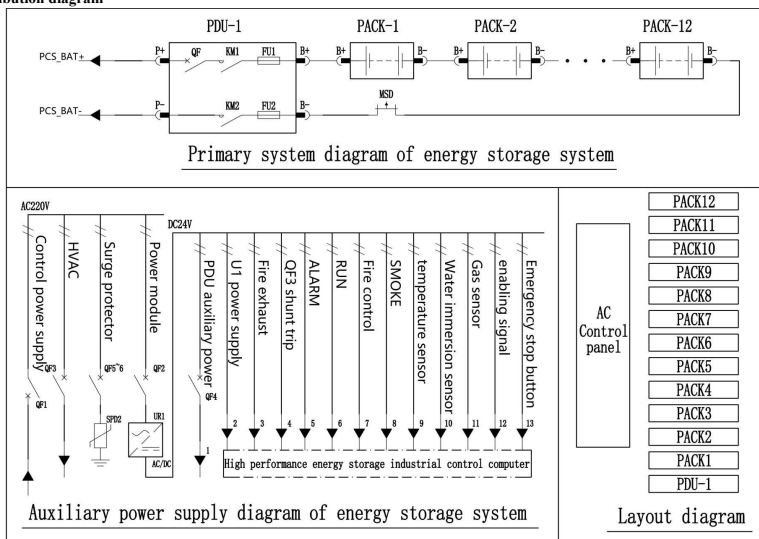 PDU-1 PACK-1 PACK-2 PACK-12
P+ QF KM1 FU1 B+ B+ B- B+ B- B+ B-
PCS_BAT+
MSD
P- KM2 FU2 B-
PCS_BAT-
Primary system diagram of energy storage system
AC220V
DC24V
Control power supply
HVAC
Surge protector
Power module
PDU auxiliary power
U1 power supply
Fire exhaust
QF3 shunt trip
ALARM
RUN
Fire control
SMOKE
temperature sensor
Water immersion sensor
Gas sensor
enabling signal
Emergency stop button
QF1
QF3
QF5~6
QF2
QF4
SPD2
UR1
AC/DC
1 2 3 4 5 6 7 8 9 10 11 12 13
High performance energy storage industrial control computer
Auxiliary power supply diagram of energy storage system
AC
Control
panel
PACK12
PACK11
PACK10
PACK9
PACK8
PACK7
PACK6
PACK5
PACK4
PACK3
PACK2
PACK1
PDU-1
Layout diagram